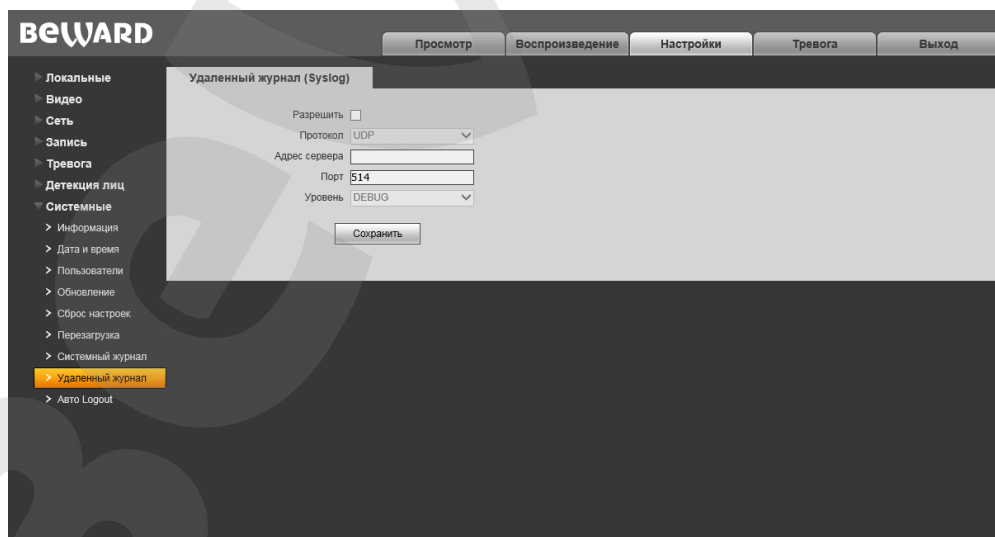 BEWARD
Просмотр Воспроизведение Настройки Тревога Выход
Локальные
Видео
Сеть
Запись
Тревога
Детекция лиц
Системные
Информация
Дата и время
Пользователи
Обновление
Сброс настроек
Перезагрузка
Системный журнал
Удаленный журнал
Авто Logout
Удаленный журнал (Syslog)
Разрешить
Протокол UDP
Адрес сервера
Порт 514
Уровень DEBUG
Сохранить